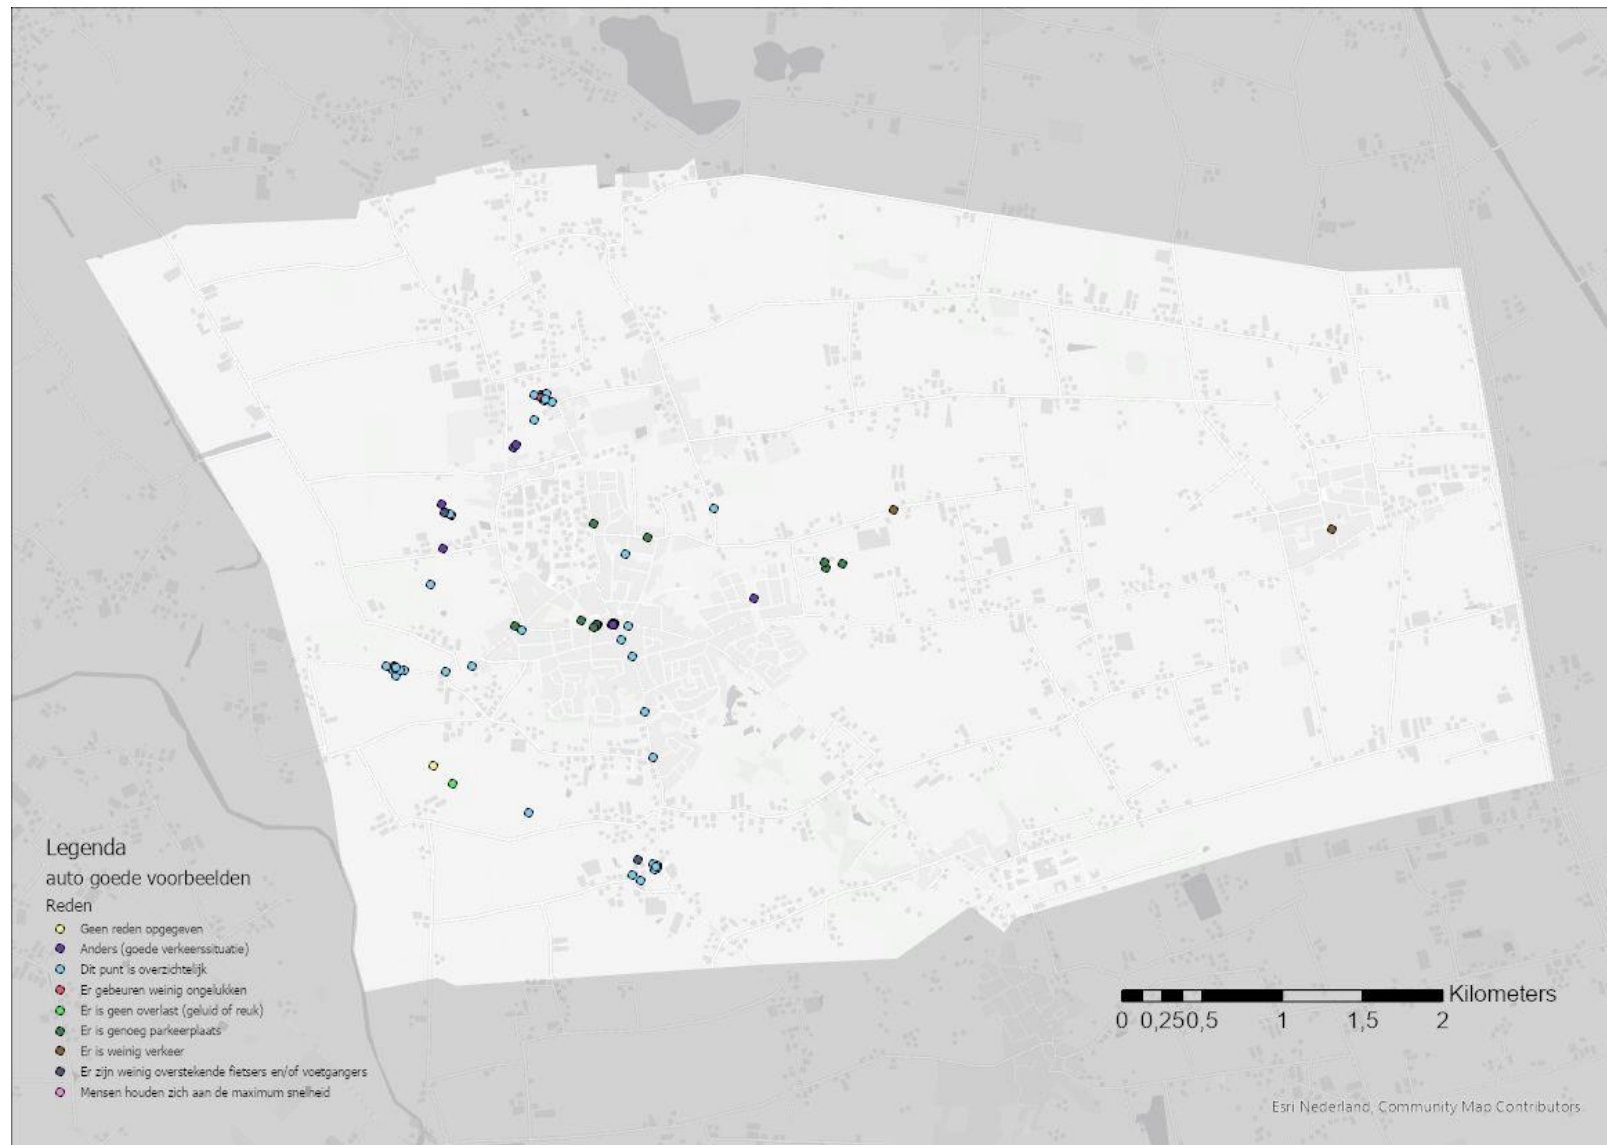 Legenda
auto goede voorbeelden
Reden
Geen reden opgegeven
Anders (goede verkeerssituatie)
Dit punt is overzichtelijk
Er gebeuren weinig ongelukken
Er is geen overlast (geluid of reuk)
Er is genoeg parkeerplaats
Er is weinig verkeer
Er zijn weinig overstekende fietsers en/of voetgangers
Mensen houden zich aan de maximum snelheid
Kilometers
0 0,25 0,5 1 1,5 2
Esri Nederland, Community Map Contributors